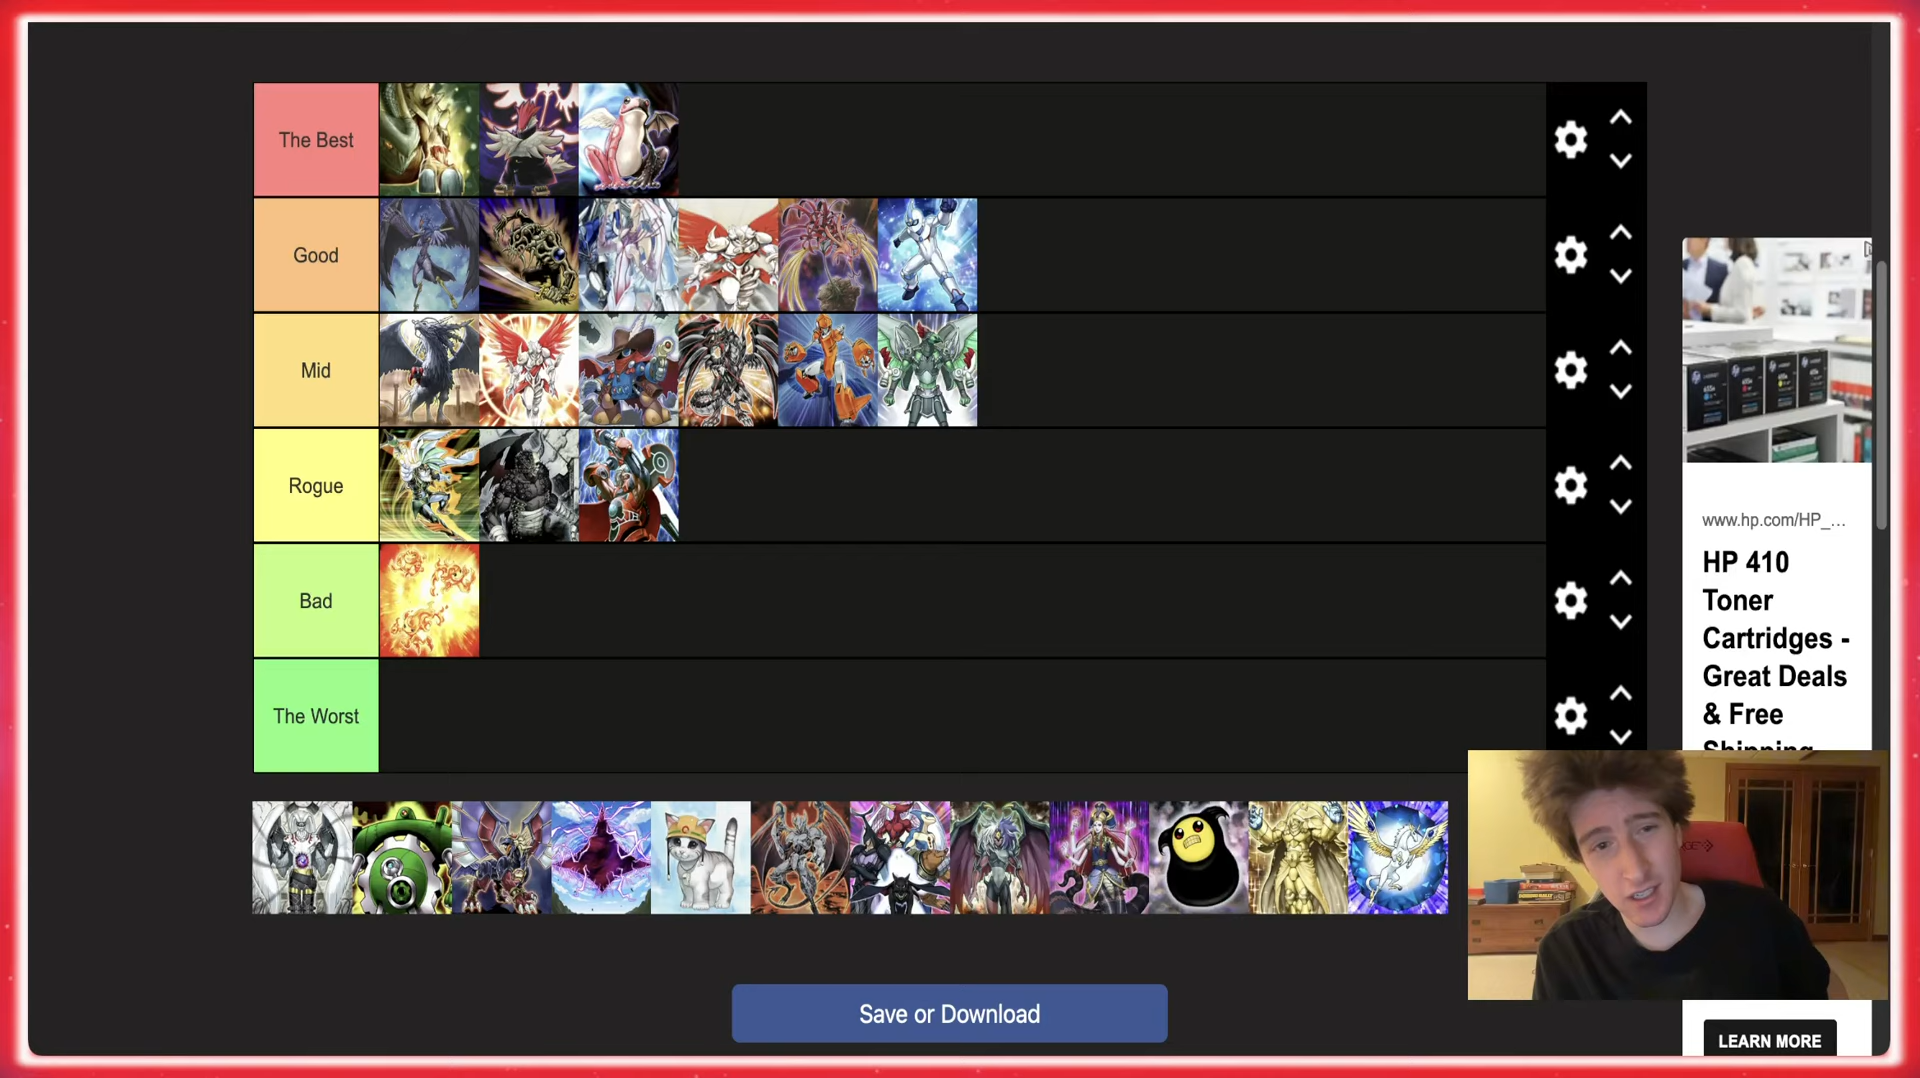 The Best
Good
Mid
Rogue
Bad
The Worst
www.hp.com/HP_...
HP 410
Toner
Cartridges -
Great Deals
& Free
Shipping
LEARN MORE
Save or Download